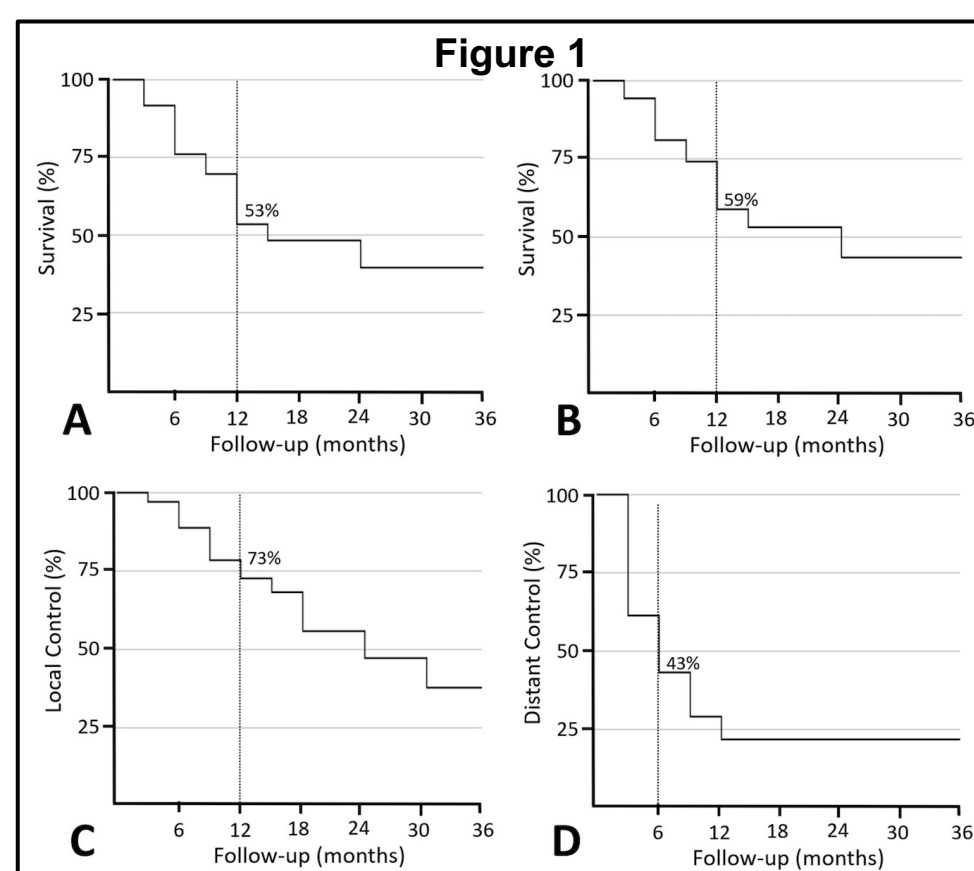 Figure 1
100
75
50
25
Survival (%)
53%
6 12 18 24 30 36
Follow-up (months)
A
100
75
50
25
Survival (%)
59%
6 12 18 24 30 36
Follow-up (months)
B
100
75
50
25
Local Control (%)
73%
6 12 18 24 30 36
Follow-up (months)
C
100
75
50
25
Distant Control (%)
43%
6 12 18 24 30 36
Follow-up (months)
D